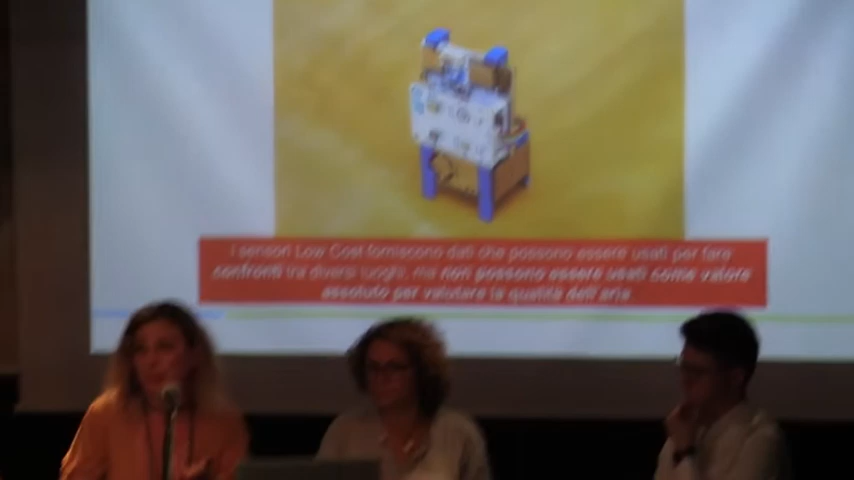 I sensori Low Cost forniscono dati che possono essere usati per fare
confronti tra diversi luoghi, ma non possono essere usati come valore
assoluto per valutare la qualità dell'aria